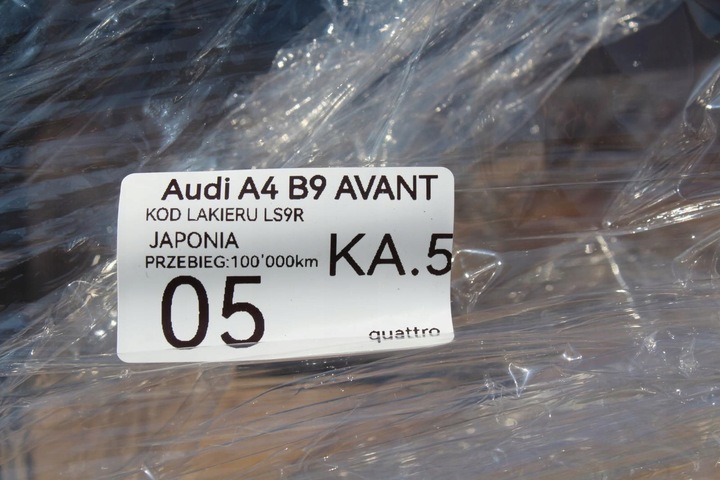 Audi A4 B9 AVANT
KOD LAKIERU LS9R
JAPONIA
PRZEBIEG:100'000km
KA.5
05
quattro